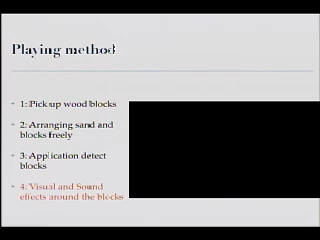 Playing method
1: Pick up wood blocks
2: Arranging sand and
blocks freely
3: Application detect
blocks
4: Visual and Sound
effects around the blocks